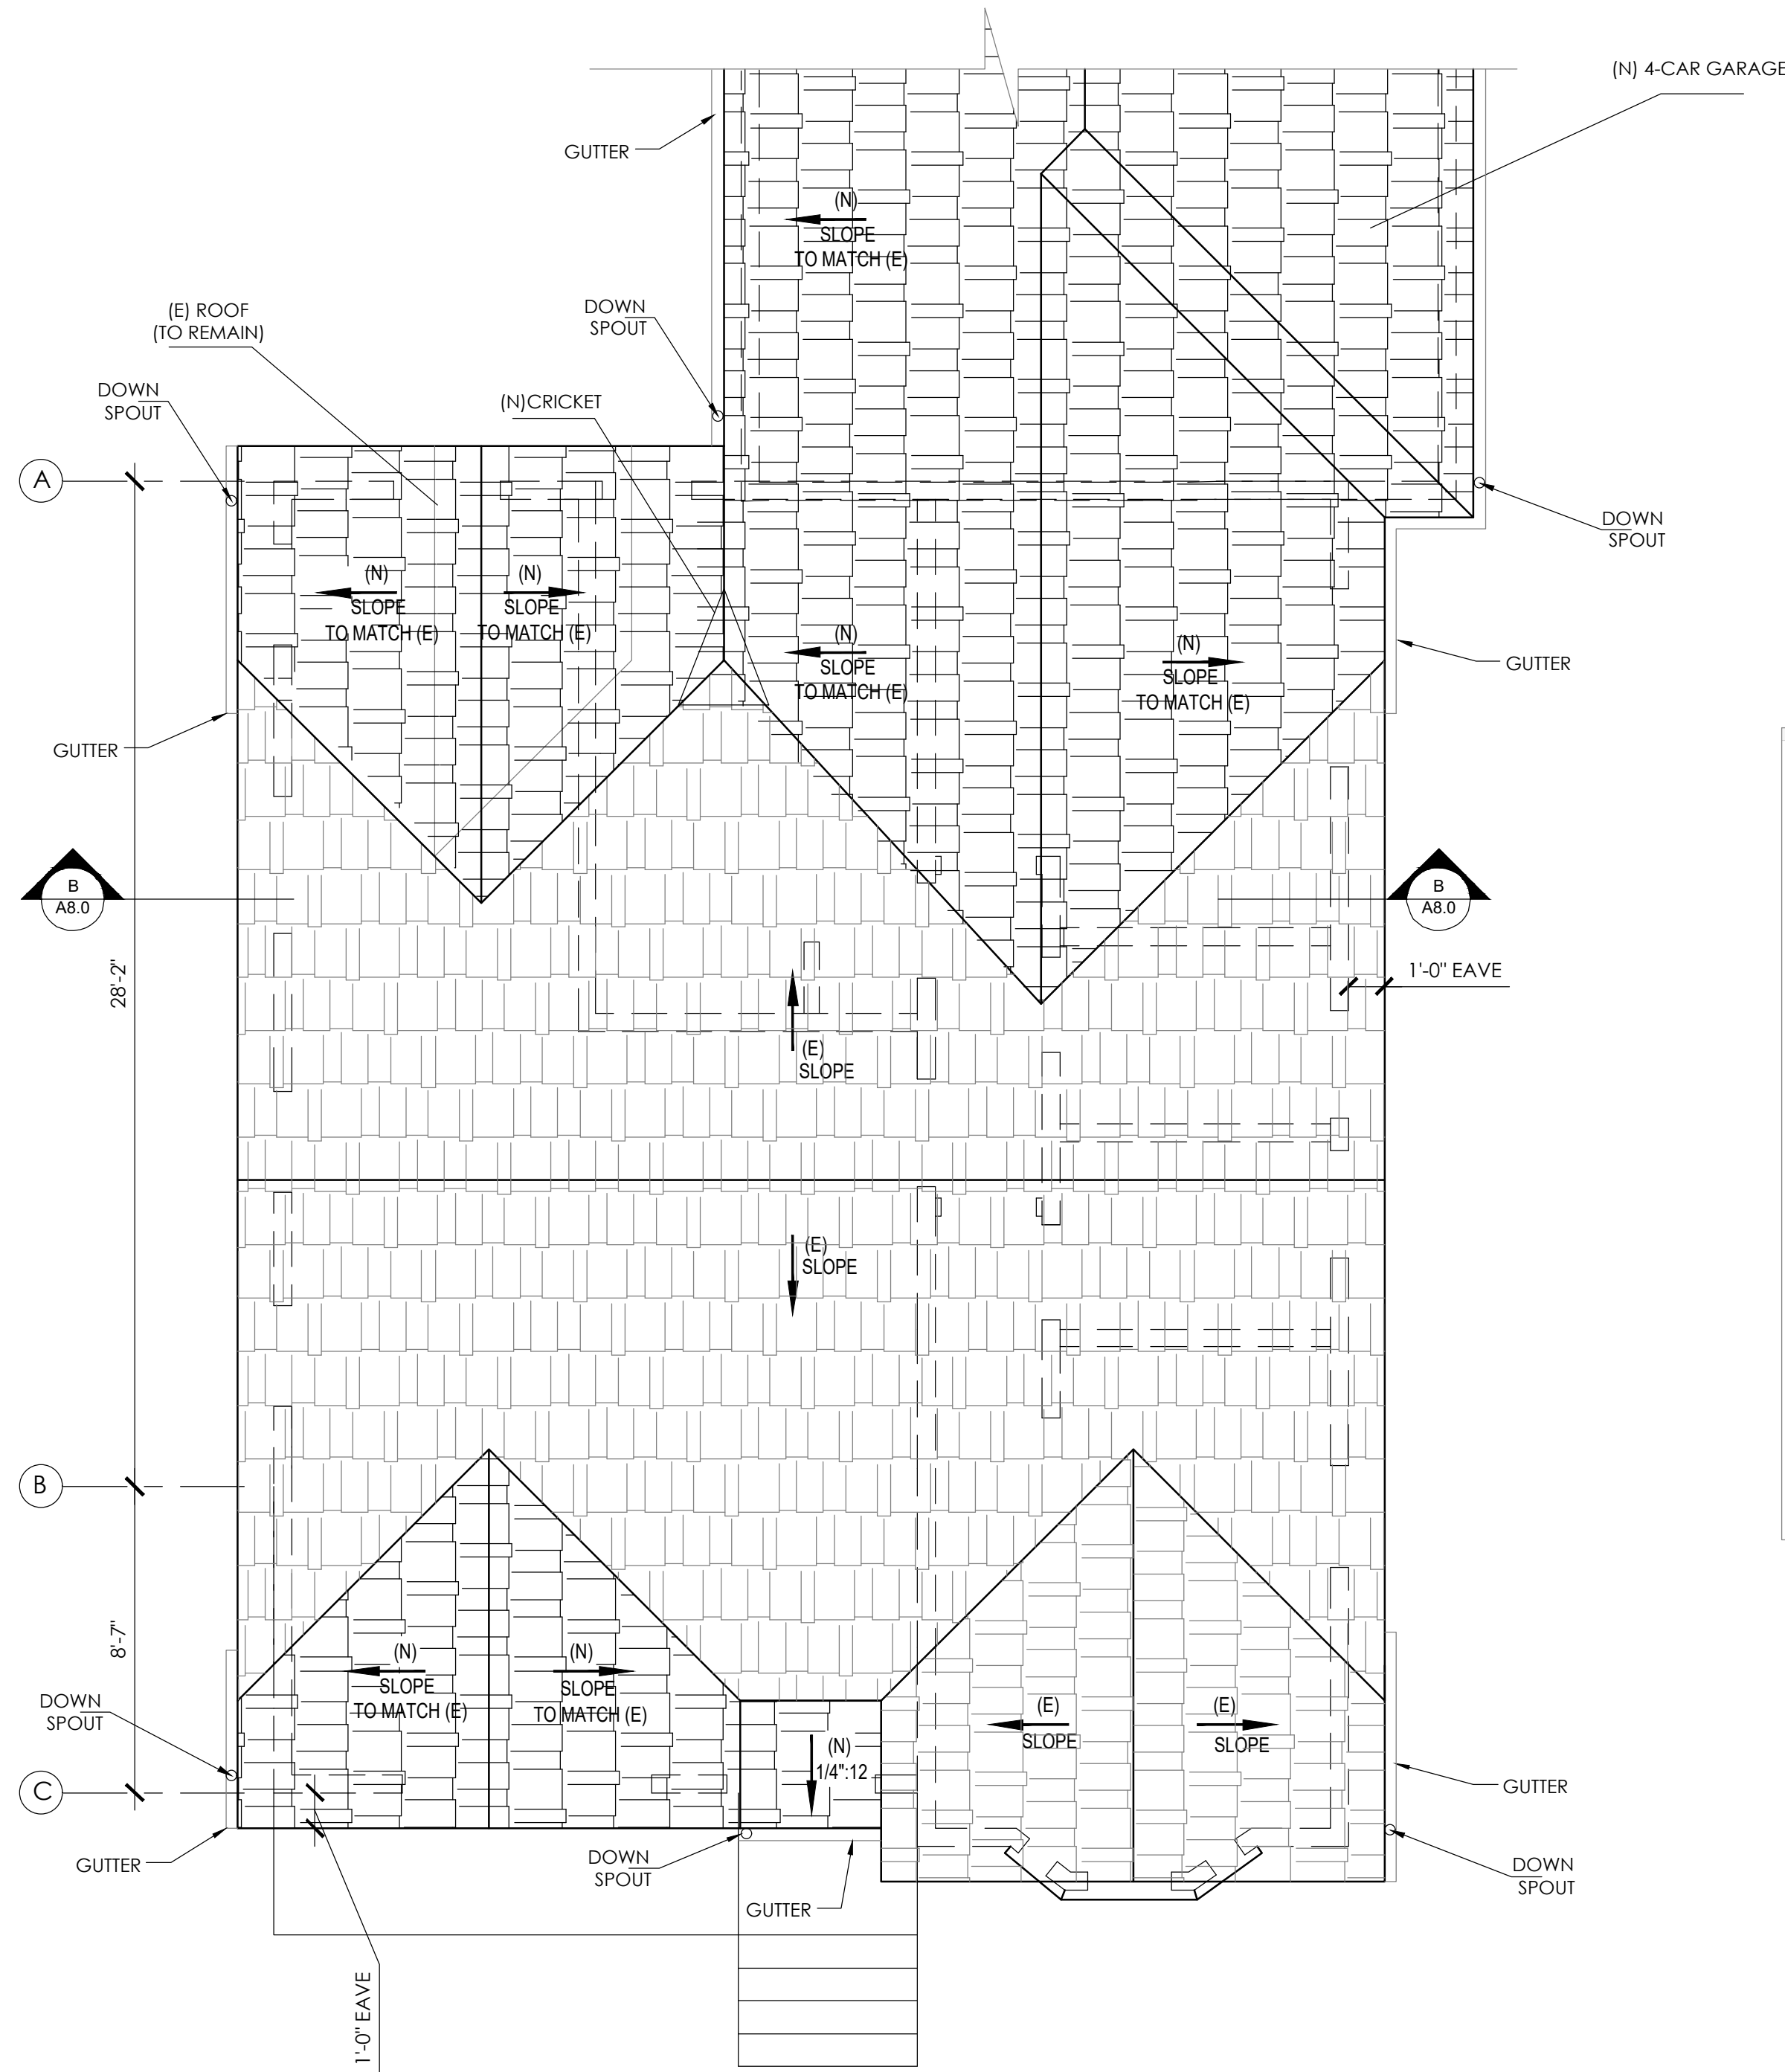 (N) 4-CAR GARAGE
GUTTER
(N)
SLOPE
TO MATCH (E)
(E) ROOF
(TO REMAIN)
DOWN
SPOUT
DOWN
SPOUT
(N)CRICKET
A
DOWN
SPOUT
(N)
SLOPE
TO MATCH (E)
(N)
SLOPE
TO MATCH (E)
(N)
SLOPE
TO MATCH (E)
(N)
SLOPE
TO MATCH (E)
GUTTER
GUTTER
B
A8.0
B
A8.0
28'-2"
1'-0" EAVE
(E)
SLOPE
(E)
SLOPE
B
8'-7"
(N)
SLOPE
TO MATCH (E)
(N)
SLOPE
TO MATCH (E)
DOWN
SPOUT
(E)
SLOPE
(E)
SLOPE
(N)
1/4":12
C
GUTTER
GUTTER
DOWN
SPOUT
GUTTER
DOWN
SPOUT
1'-0" EAVE